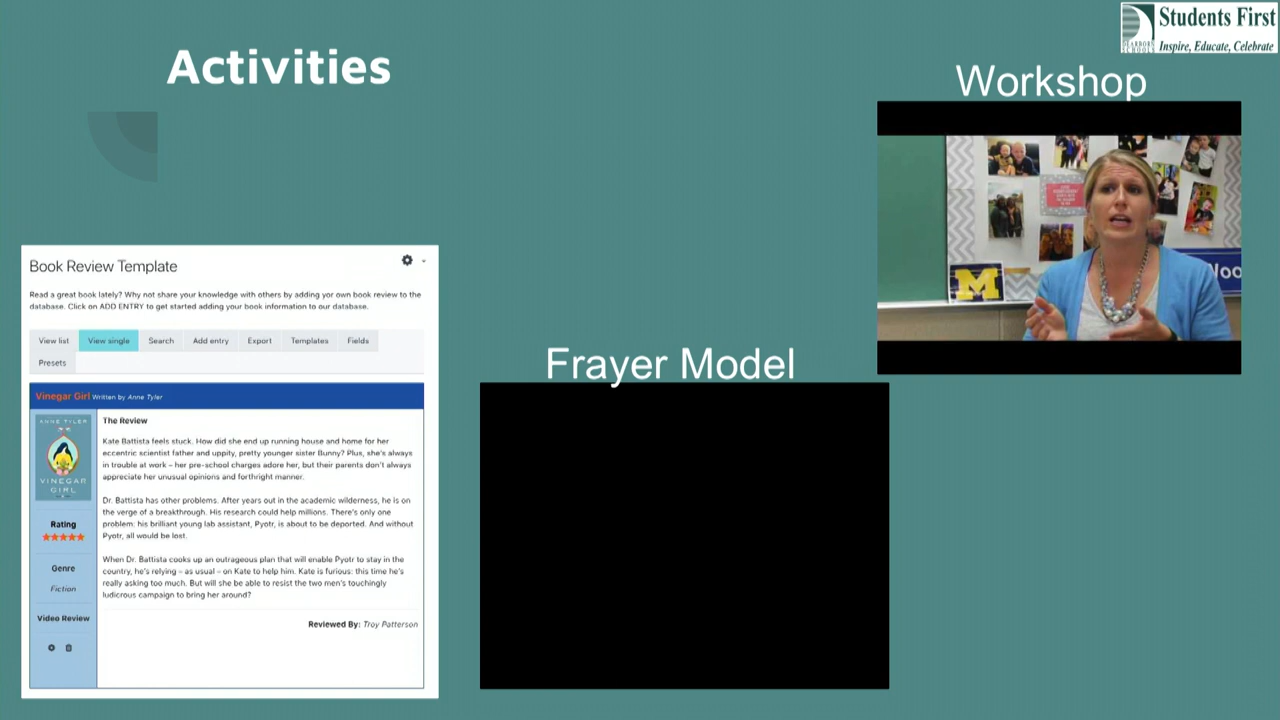 Students First
DEARBORN
SCHOOLS
Inspire, Educate, Celebrate
Activities
Workshop
Book Review Template
Read a great book lately? Why not share your knowledge with others by adding yor own book review to the
database. Click on ADD ENTRY to get started adding your book information to our database.
View list View single Search Add entry Export Templates Fields
Presets
Vinegar Girl Written by Anne Tyler
ANNE TYLER
VINEGAR
GIRL
Rating
Genre
Fiction
Video Review
The Review
Kate Battista feels stuck. How did she end up running house and home for her
eccentric scientist father and uppity, pretty younger sister Bunny? Plus, she's always
in trouble at work – her pre-school charges adore her, but their parents don't always
appreciate her unusual opinions and forthright manner.
Dr. Battista has other problems. After years out in the academic wilderness, he is on
the verge of a breakthrough. His research could help millions. There's only one
problem: his brilliant young lab assistant, Pyotr, is about to be deported. And without
Pyotr, all would be lost.
When Dr. Battista cooks up an outrageous plan that will enable Pyotr to stay in the
country, he's relying – as usual – on Kate to help him. Kate is furious: this time he's
really asking too much. But will she be able to resist the two men's touchingly
ludicrous campaign to bring her around?
Reviewed By: Troy Patterson
Frayer Model
M